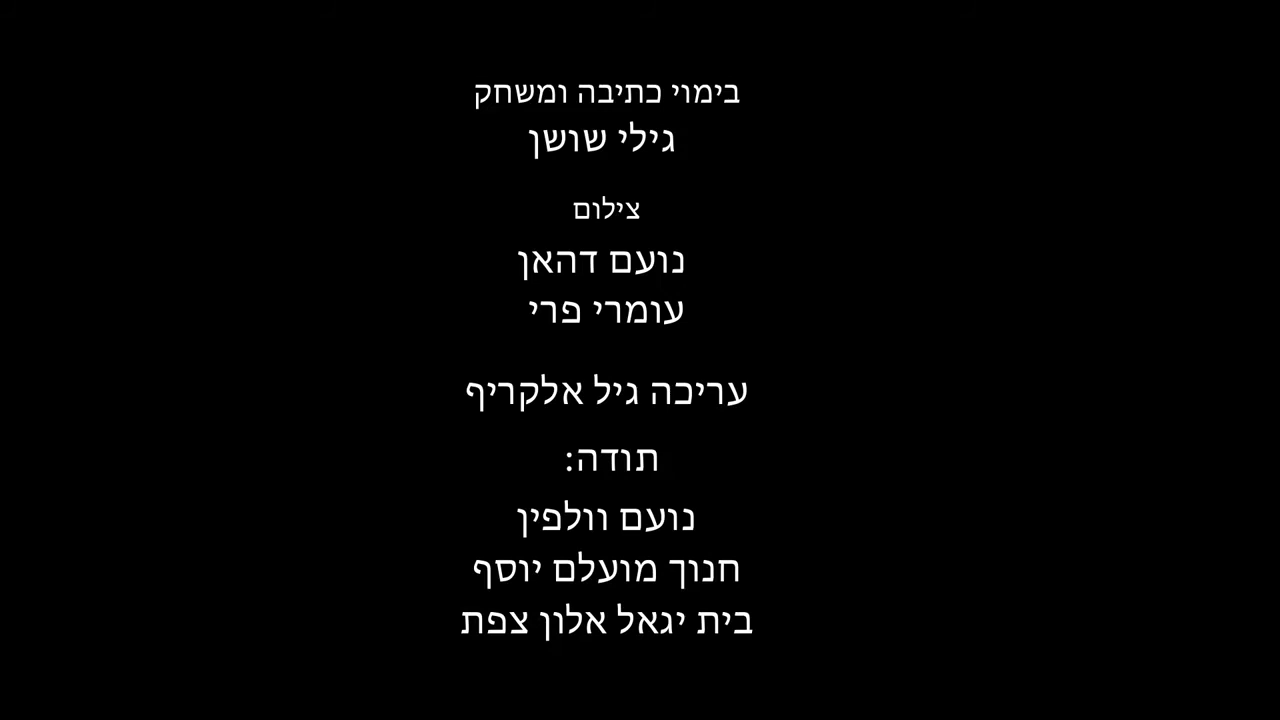 בימוי כתיבה ומשחק
גילי שושן
צילום
נועם דהאן
עומרי פרי
עריכה גיל אלקריף
תודה:
נועם וולפין
חנוך מועלם יוסף
בית יגאל אלון צפת